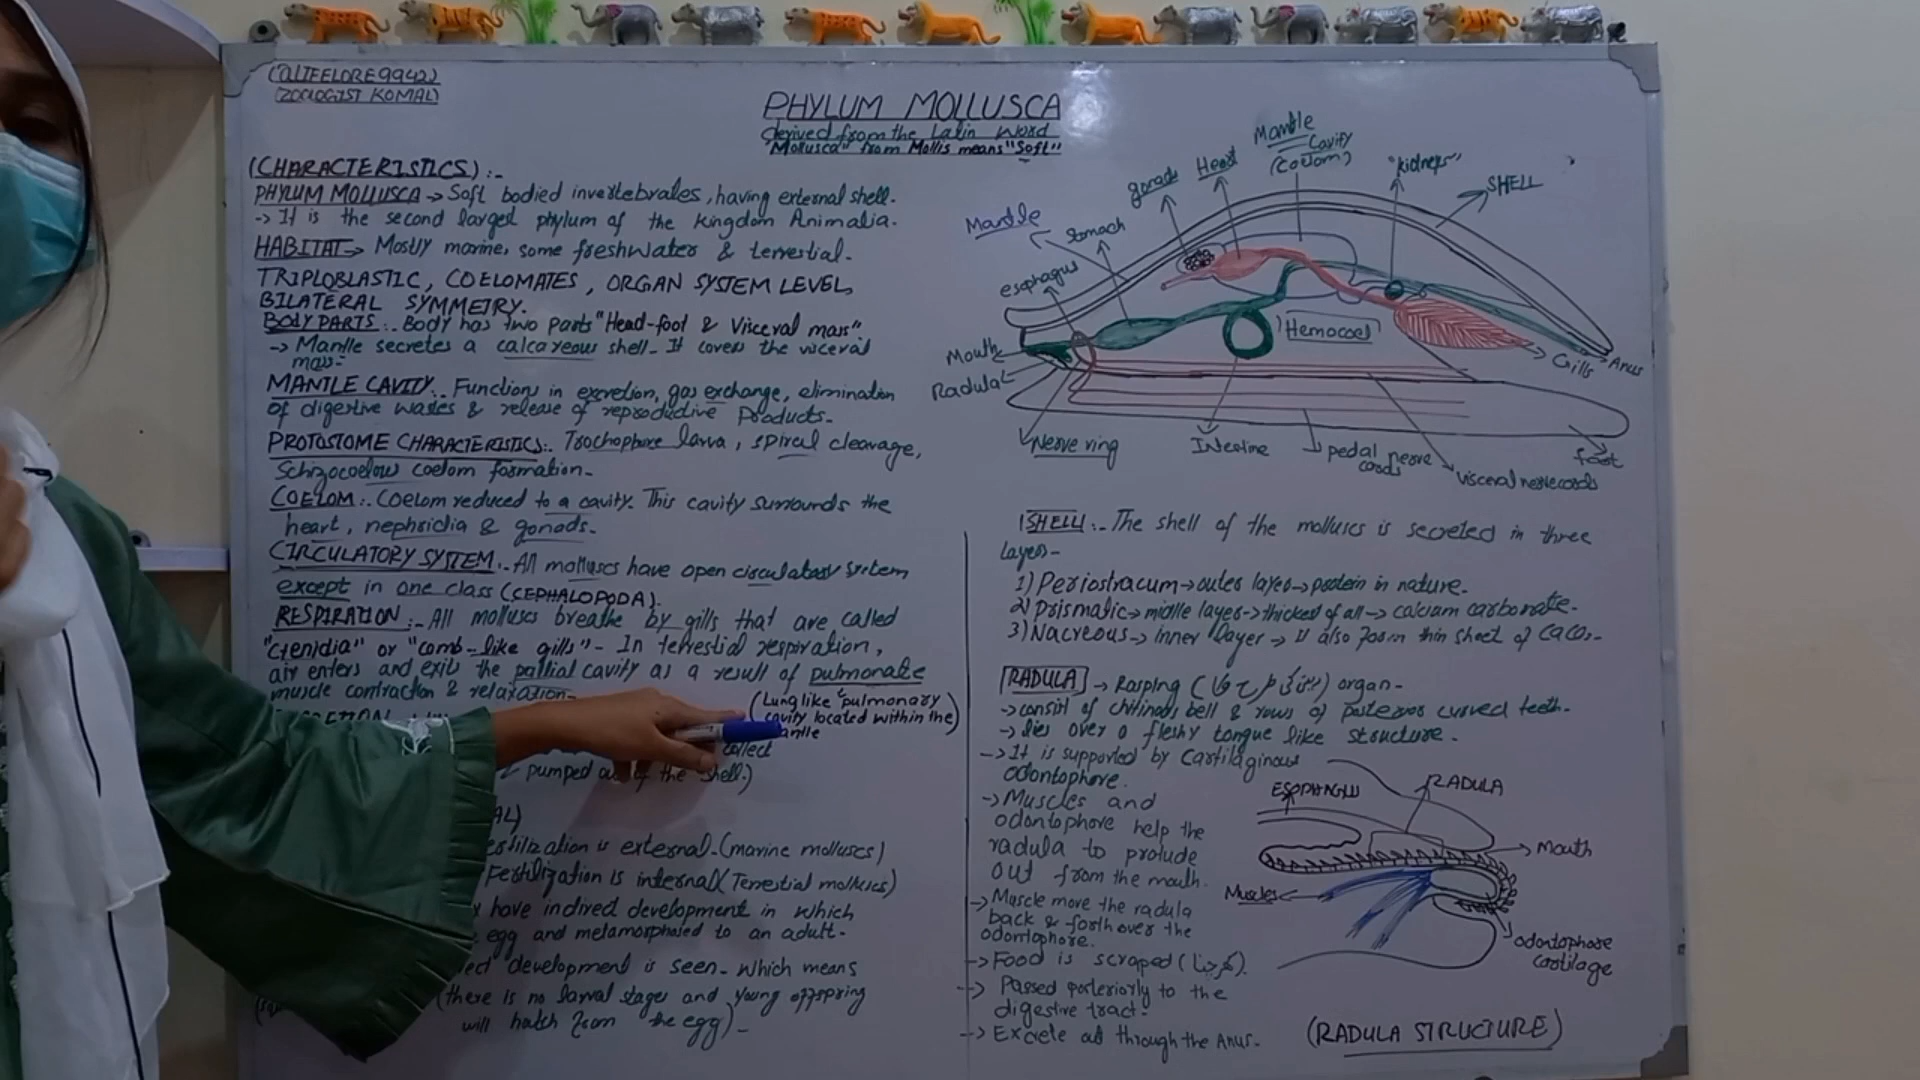 (ZOOLOGIST KOMAL)
PHYLUM MOLLUSCA
derived from the Latin word
"Mollusca" from Mollis means "Soft"
(CHARACTERISTICS):-
PHYLUM MOLLUSCA -> Soft bodied invertebrates, having external shell.
-> It is the second largest phylum of the kingdom Animalia.
HABITAT -> Mostly marine, some freshwater & terrestial.
TRIPLOBLASTIC, COELOMATES, ORGAN SYSTEM LEVEL,
BILATERAL SYMMETRY.
BODY PARTS:. Body has two parts "Head-foot & Visceral mass"
-> Mantle secretes a calcareous shell. It covers the visceral
mass-
MANTLE CAVITY.. Functions in excretion, gas exchange, elimination
of digestive wastes & release of reproductive products.
PROTOSTOME CHARACTERISTICS:. Trochophore larva, spiral cleavage,
Schizocoelous coelom formation-
COELOM:. Coelom reduced to a cavity. This cavity surrounds the
heart, nephridia & gonads.
CIRCULATORY SYSTEM.. All molluscs have open circulatory system
except in one class (CEPHALOPODA).
RESPIRATION:- All molluscs breathe by gills that are called
"ctenidia" or "comb-like gills"- In terrestial respiration,
air enters and exits the pallial cavity as a result of pulmonate
muscle contraction & relaxation-
(Lung like pulmonary
cavity located within the)
collect
pumped of the shell.)
is external-(marine molluscs)
Fertilization is internal (Terrestial molluscs)
have indirect development in which
egg and metamorphosed to an adult-
development is seen- which means
(there is no larval stages and young offspring
will hatch from the egg)-
Mantle
Stomach
esophagus
gonads
Heart
Mantle
Cavity
(coelom)
"kidneys"
SHELL
Hemocoel
Mouth
Radula
Gills
Anus
Nerve ring
Intestine
pedal nerve
cords
visceral nerve cords
foot
SHELL:- The shell of the molluscs is secreted in three
layers-
1) Periostracum -> outer layer -> protein in nature.
2) Prismatic -> middle layer -> thickest of all -> calcium carbonate.
3) Nacreous -> inner layer -> It also form thin sheet of CaCO3-
RADULA -> Rasping organ-
-> consist of chitinous belt & rows of posterior curved teeth.
-> lies over a fleshy tongue like structure.
-> It is supported by cartilaginous
odontophore.
-> Muscles and
odontophore help the
radula to protude
out from the mouth.
-> Muscle move the radula
back & forth over the
odontophore.
-> Food is scraped (کھرچنا).
-> Passed posteriorly to the
digestive tract-
-> Excrete out through the Anus.
ESOPHAGUS
RADULA
Mouth
Muscles
odontophore
cartilage
(RADULA STRUCTURE)